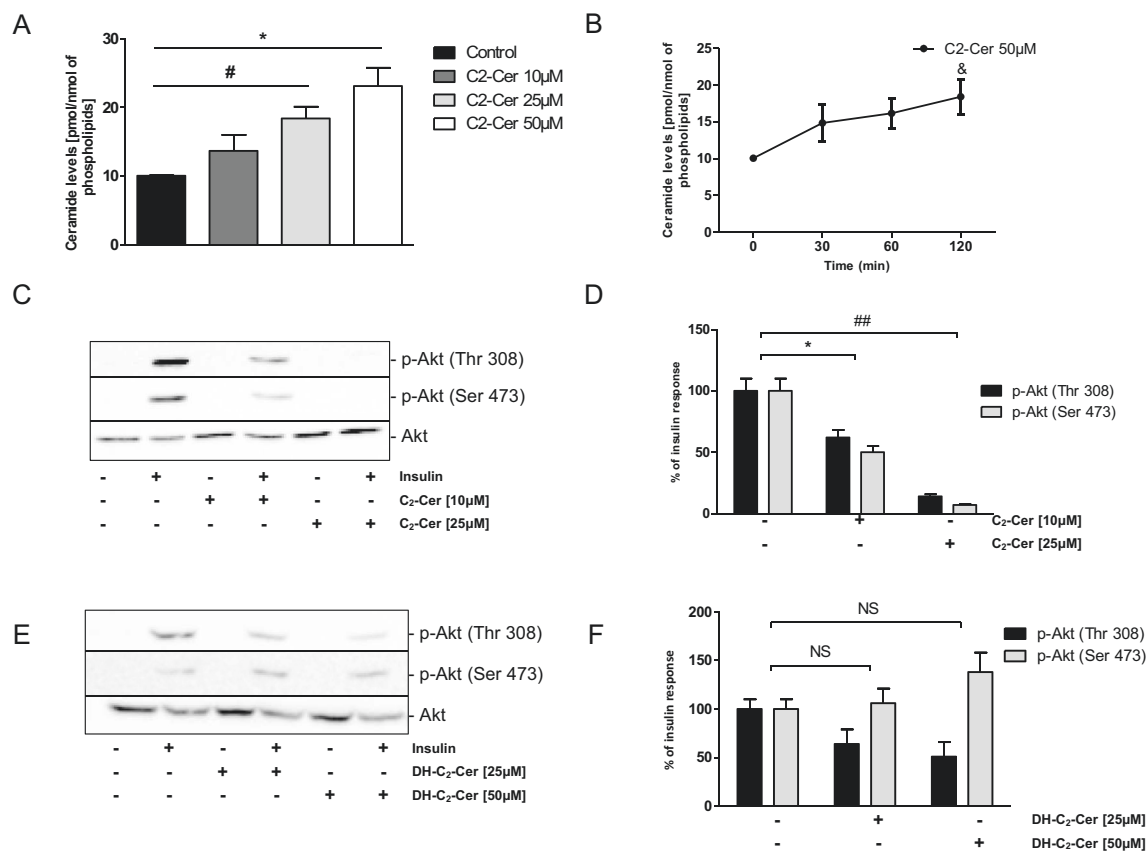 A
Ceramide levels [pmol/nmol of
phospholipids]
30
20
10
0
*
#
Control
C2-Cer 10µM
C2-Cer 25µM
C2-Cer 50µM
B
Ceramide levels [pmol/nmol of
phospholipids]
25
20
15
10
5
0
C2-Cer 50µM
&
0 30 60 120
Time (min)
C
p-Akt (Thr 308)
p-Akt (Ser 473)
Akt
- + - + - + Insulin
- - + + - - C₂-Cer [10µM]
- - - - + + C₂-Cer [25µM]
D
% of insulin response
150
100
50
0
##
*
p-Akt (Thr 308)
p-Akt (Ser 473)
- + - C₂-Cer [10µM]
- - + C₂-Cer [25µM]
E
p-Akt (Thr 308)
p-Akt (Ser 473)
Akt
- + - + - + Insulin
- - + + - - DH-C₂-Cer [25µM]
- - - - + + DH-C₂-Cer [50µM]
F
% of insulin response
200
150
100
50
0
NS
NS
p-Akt (Thr 308)
p-Akt (Ser 473)
- + - DH-C₂-Cer [25µM]
- - + DH-C₂-Cer [50µM]